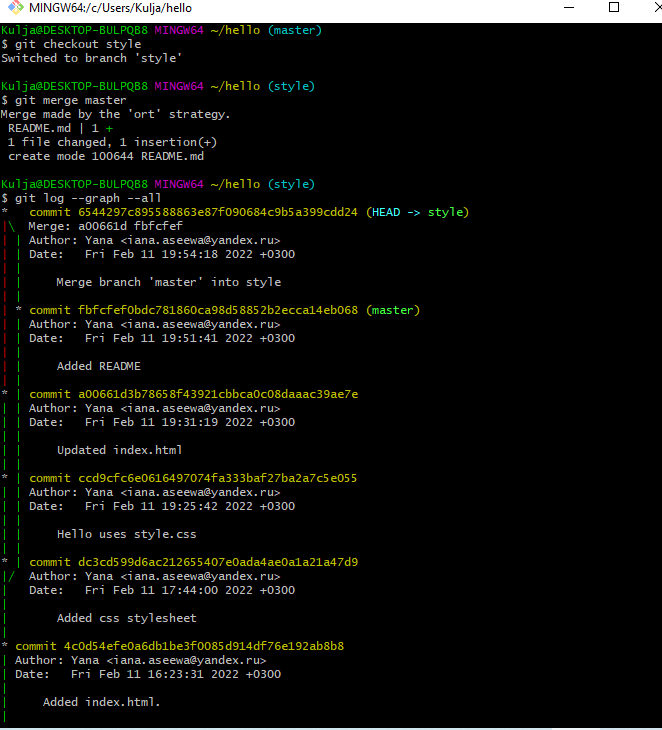 MINGW64:/c/Users/Kulja/hello
Kulja@DESKTOP-BULPQB8 MINGW64 ~/hello (master)
$ git checkout style
Switched to branch 'style'
Kulja@DESKTOP-BULPQB8 MINGW64 ~/hello (style)
$ git merge master
Merge made by the 'ort' strategy.
 README.md | 1 +
 1 file changed, 1 insertion(+)
 create mode 100644 README.md
Kulja@DESKTOP-BULPQB8 MINGW64 ~/hello (style)
$ git log --graph --all
*   commit 6544297c895588863e87f090684c9b5a399cdd24 (HEAD -> style)
|\  Merge: a00661d fbfcfef
| | Author: Yana <iana.aseewa@yandex.ru>
| | Date:   Fri Feb 11 19:54:18 2022 +0300
| |
| |     Merge branch 'master' into style
| |
| * commit fbfcfef0bdc781860ca98d58852b2ecca14eb068 (master)
| | Author: Yana <iana.aseewa@yandex.ru>
| | Date:   Fri Feb 11 19:51:41 2022 +0300
| |
| |     Added README
| |
* | commit a00661d3b78658f43921cbbca0c08daaac39ae7e
| | Author: Yana <iana.aseewa@yandex.ru>
| | Date:   Fri Feb 11 19:31:19 2022 +0300
| |
| |     Updated index.html
| |
* | commit ccd9cfc6e0616497074fa333baf27ba2a7c5e055
| | Author: Yana <iana.aseewa@yandex.ru>
| | Date:   Fri Feb 11 19:25:42 2022 +0300
| |
| |     Hello uses style.css
| |
* | commit dc3cd599d6ac212655407e0ada4ae0a1a21a47d9
|/  Author: Yana <iana.aseewa@yandex.ru>
|   Date:   Fri Feb 11 17:44:00 2022 +0300
|
|       Added css stylesheet
|
* commit 4c0d54efe0a6db1be3f0085d914df76e192ab8b8
| Author: Yana <iana.aseewa@yandex.ru>
| Date:   Fri Feb 11 16:23:31 2022 +0300
|
|     Added index.html.
|